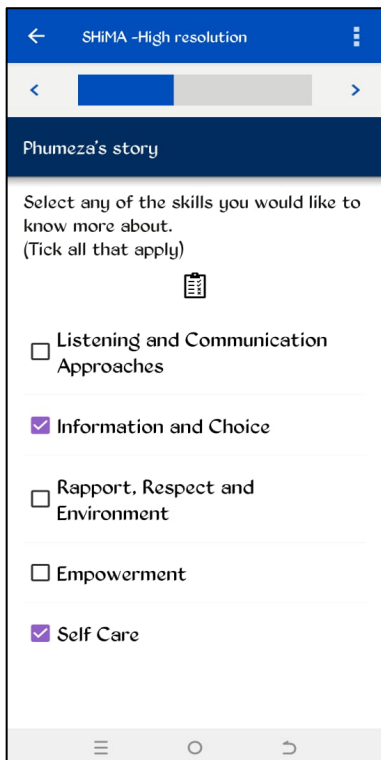 SHiMA -High resolution
Phumeza's story
Select any of the skills you would like to
know more about.
(Tick all that apply)
Listening and Communication
Approaches
Information and Choice
Rapport, Respect and
Environment
Empowerment
Self Care